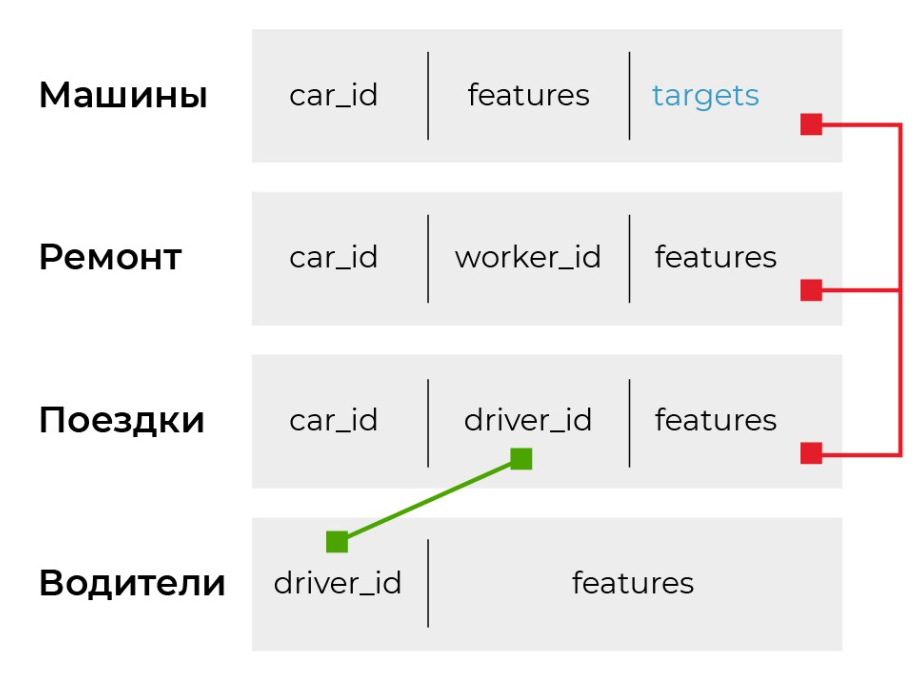 Машины car_id features targets
Ремонт car_id worker_id features
Поездки car_id driver_id features
Водители driver_id features